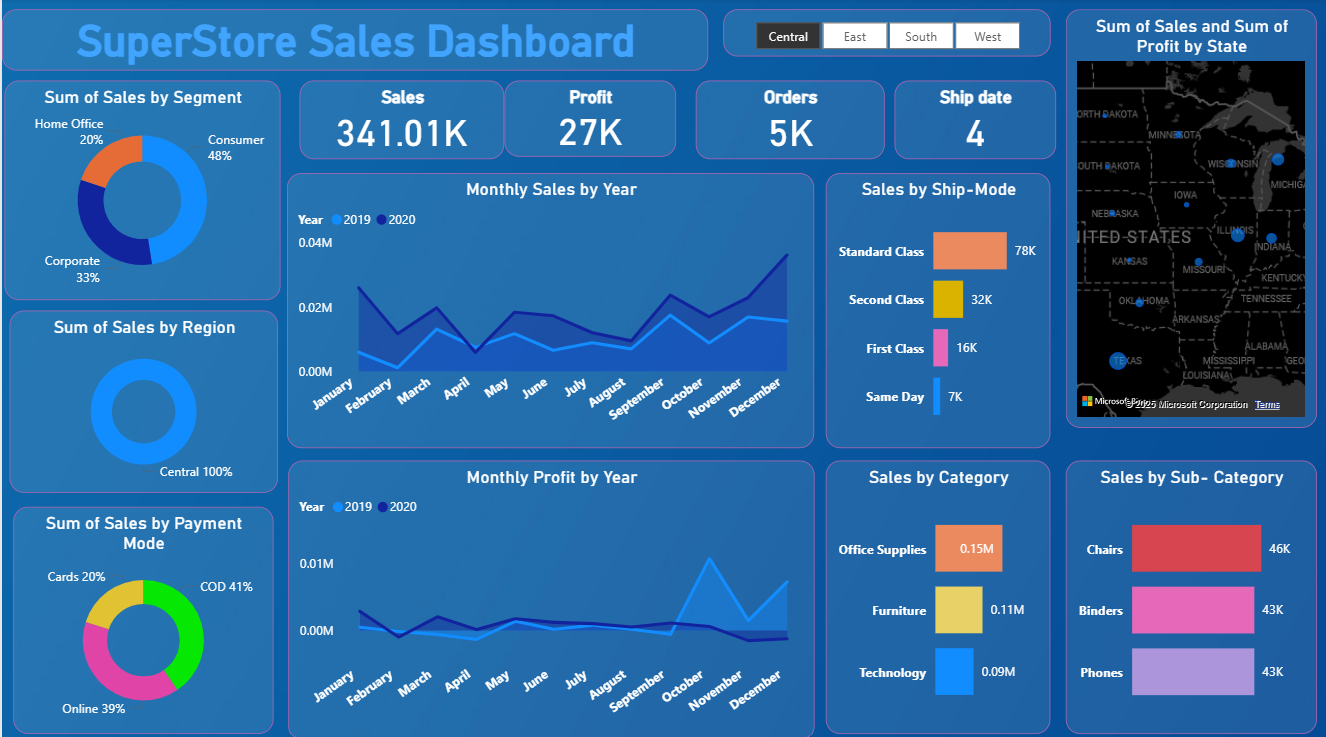 SuperStore Sales Dashboard
Central
East
South
West
Sum of Sales by Segment
Home Office
20%
Consumer
48%
Corporate
33%
Sales
341.01K
Profit
27K
Orders
5K
Ship date
4
Sum of Sales and Sum of
Profit by State
ORTH DAKOTA
MINNESOTA
OUTH DAKOTA
WISCONSIN
MICHIGA
IOWA
NEBRASKA
NITED STATES
ILLINOIS
INDIANA
KANSAS
MISSOURI
KENTUCKY
OKLAHOMA
TENNESSEE
ARKANSAS
ALABAMA
TEXAS
MISSISSIPPI
GEO
LOUISIANA
© 2025 Microsoft Corporation
Terms
Monthly Sales by Year
Year
2019
2020
0.04M
0.02M
0.00M
January
February
March
April
May
June
July
August
September
October
November
December
Sales by Ship-Mode
Standard Class
78K
Second Class
32K
First Class
16K
Same Day
7K
Sum of Sales by Region
Central 100%
Sum of Sales by Payment
Mode
Cards 20%
COD 41%
Online 39%
Monthly Profit by Year
Year
2019
2020
0.01M
0.00M
January
February
March
April
May
June
July
August
September
October
November
December
Sales by Category
Office Supplies
0.15M
Furniture
0.11M
Technology
0.09M
Sales by Sub- Category
Chairs
46K
Binders
43K
Phones
43K